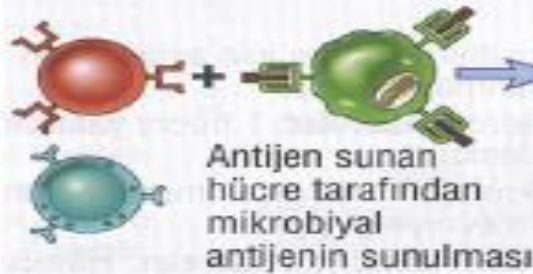 +
Antijen sunan
hücre tarafından
mikrobiyal
antijenin sunulması